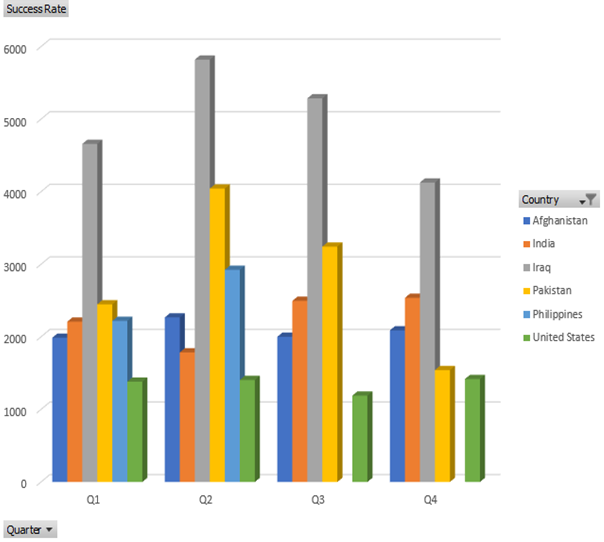 Success Rate
6000
5000
4000
3000
2000
1000
0
Q1 Q2 Q3 Q4
Country
Afghanistan
India
Iraq
Pakistan
Philippines
United States
Quarter